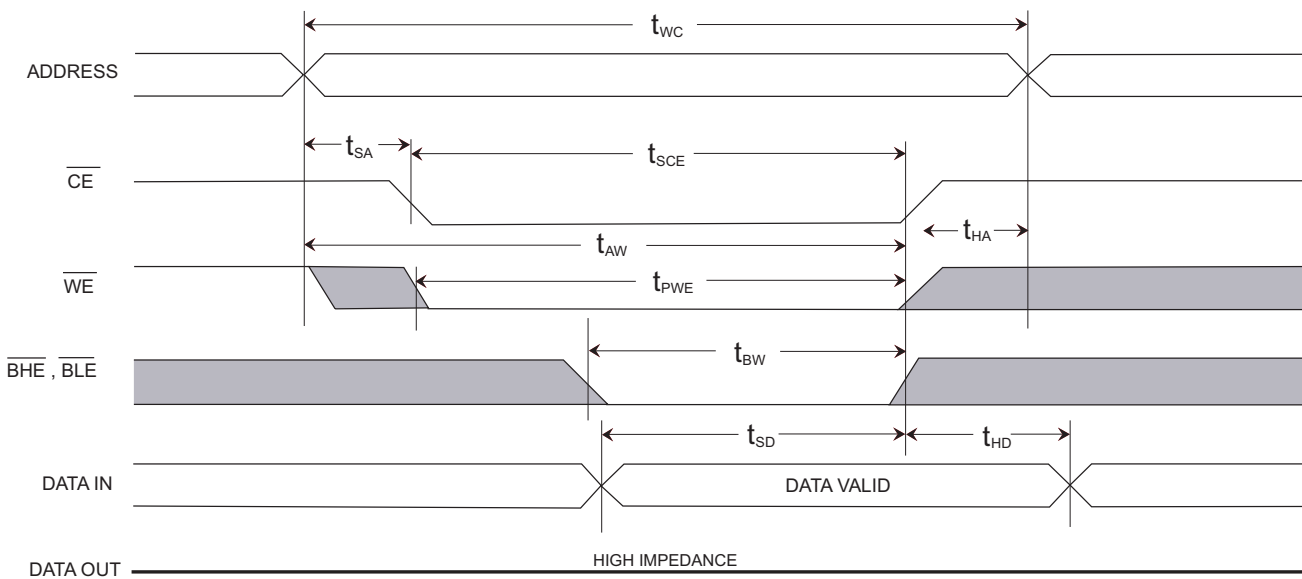 tWC
ADDRESS
tSA
tSCE
CE
tHA
tAW
WE
tPWE
BHE , BLE
tBW
tSD
tHD
DATA IN
DATA VALID
HIGH IMPEDANCE
DATA OUT